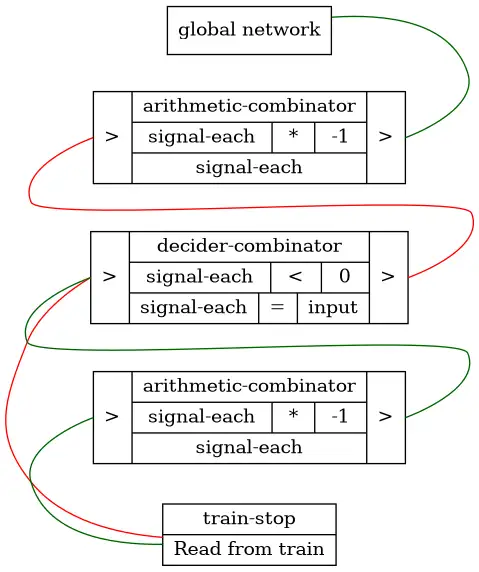 global network
arithmetic-combinator
> signal-each * -1 >
signal-each
decider-combinator
> signal-each < 0 >
signal-each = input
arithmetic-combinator
> signal-each * -1 >
signal-each
train-stop
Read from train